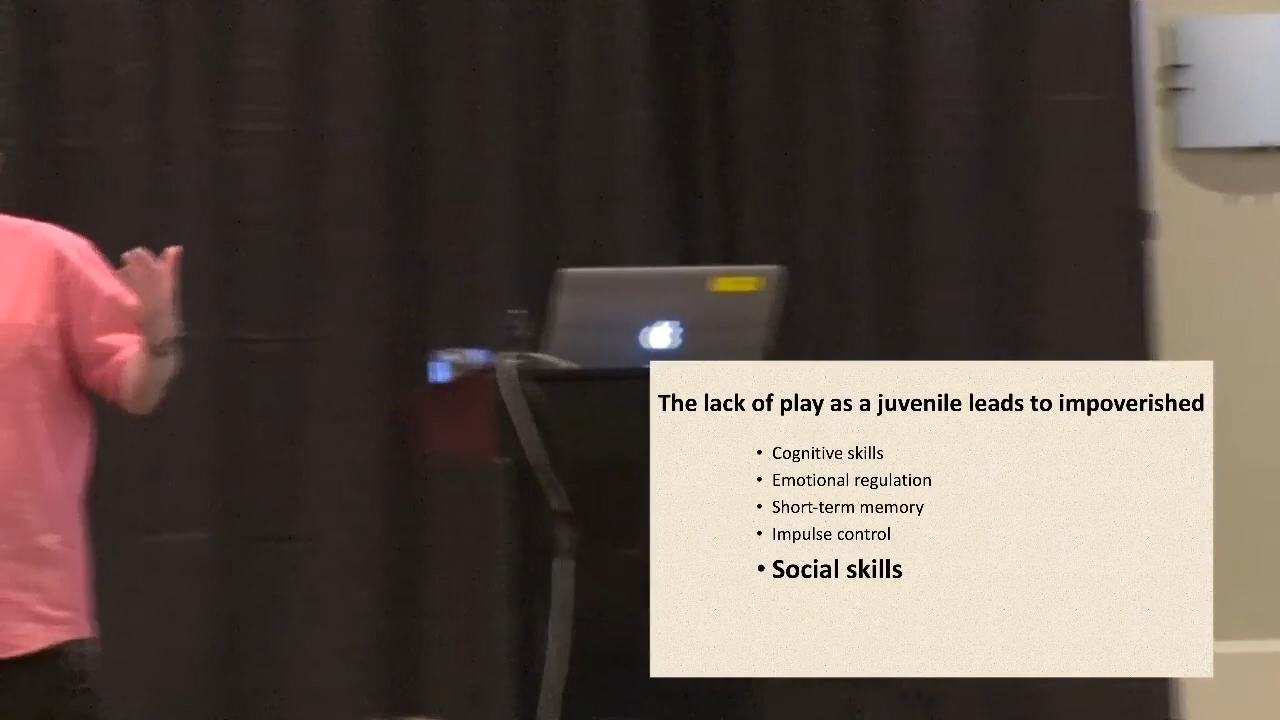 The lack of play as a juvenile leads to impoverished
• Cognitive skills
• Emotional regulation
• Short-term memory
• Impulse control
• Social skills